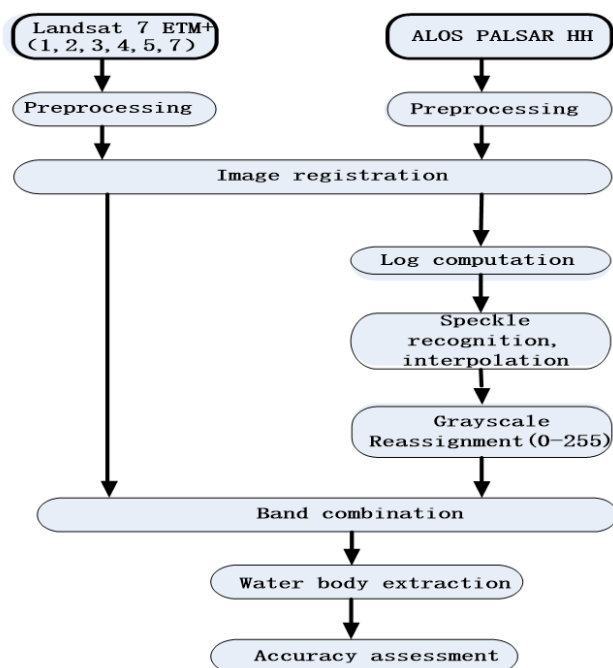 Landsat 7 ETM+
(1,2,3,4,5,7)
ALOS PALSAR HH
Preprocessing
Preprocessing
Image registration
Log computation
Speckle
recognition,
interpolation
Grayscale
Reassignment(0-255)
Band combination
Water body extraction
Accuracy assessment